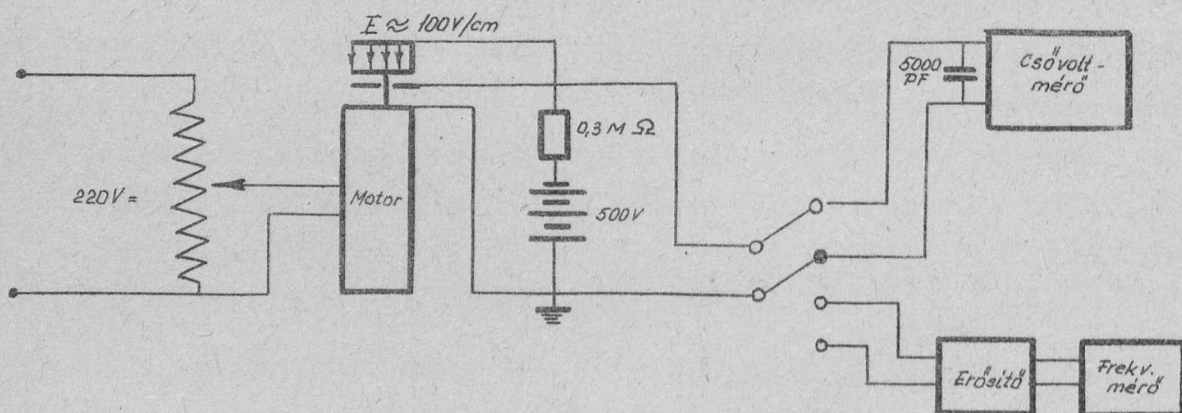 E ≈ 100V/cm
5000
PF
Cső volt-
mérő
0,3 M Ω
220V =
Motor
500V
Erősítő
Frekv.
mérő